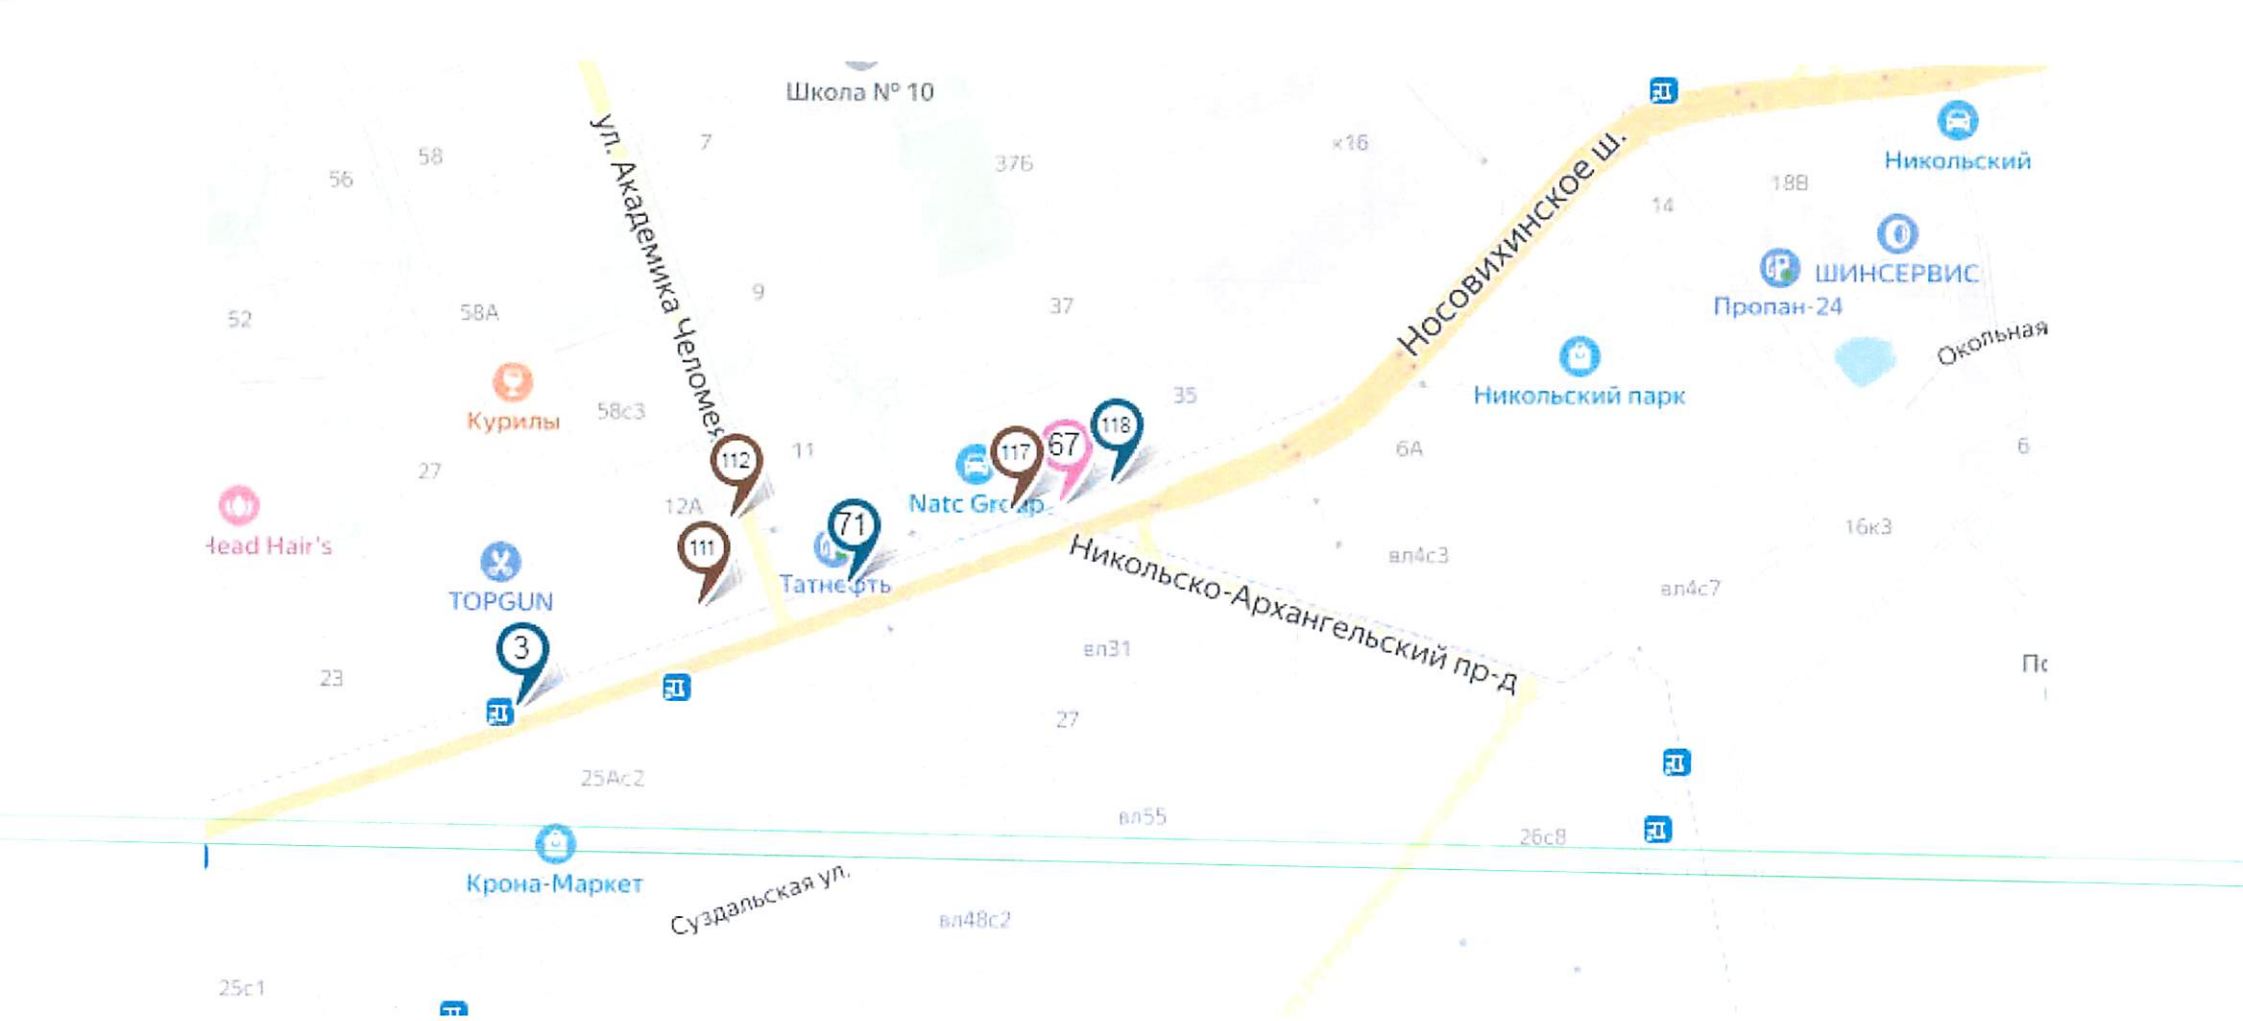 Школа № 10
58
7
56
37Б
к16
ул. Академика Челомея
Носовихинское ш.
Никольский
18В
14
ШИНСЕРВИС
Пропан-24
Окольная
52
58А
9
37
Курилы
58с3
Никольский парк
35
118
117
67
112
11
6А
6
27
12А
Natc Group
71
Татнефть
111
Head Hair's
TOPGUN
16к3
вл4с3
вл4с7
Никольско-Архангельский пр-д
3
23
вл31
27
25Ас2
вл55
26с8
Крона-Маркет
Суздальская ул.
вл48с2
25с1